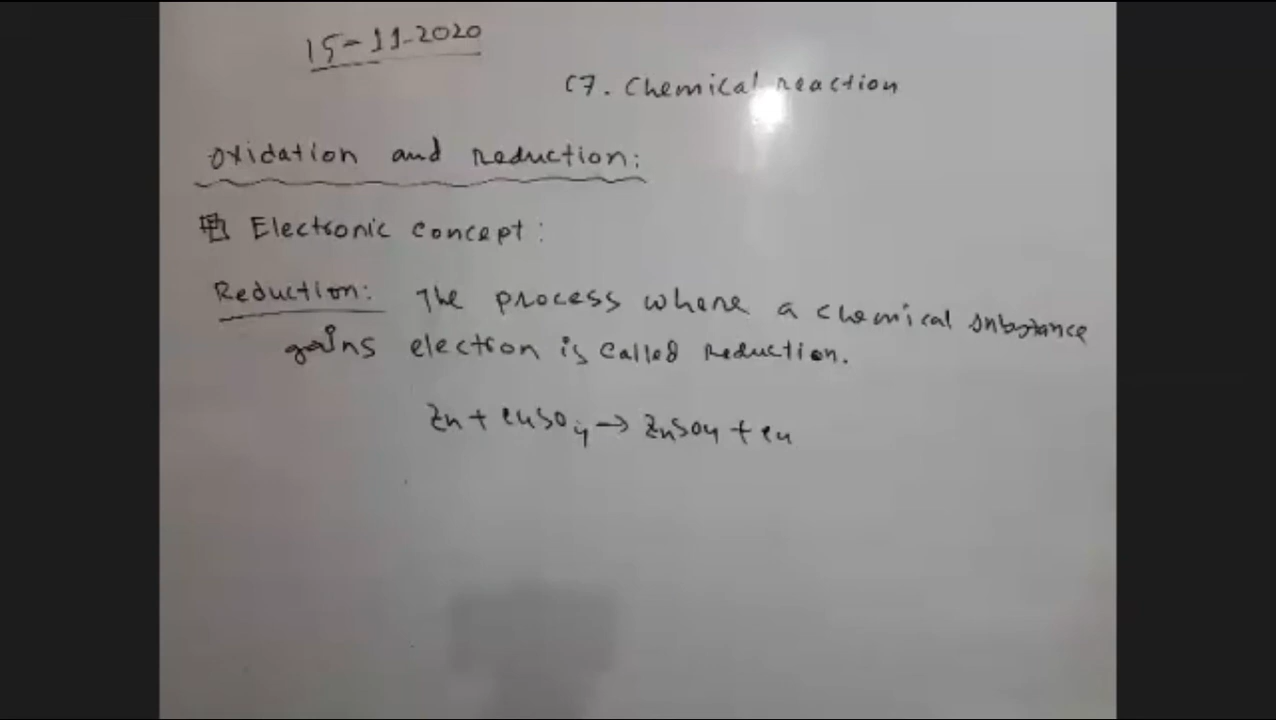 15-11-2020
C7. Chemical reaction
Oxidation and reduction:
Electronic concept:
Reduction: The process where a chemical substance
gains electron is called reduction.
Zn + CuSO4 → ZnSO4 + Cu